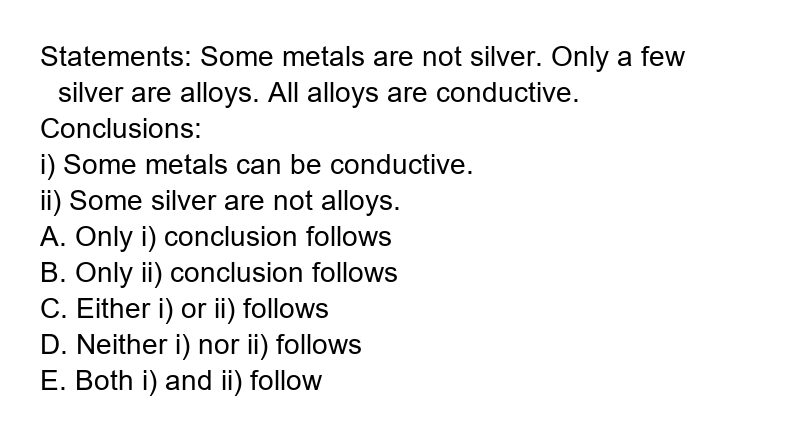 Statements: Some metals are not silver. Only a few
silver are alloys. All alloys are conductive.
Conclusions:
i) Some metals can be conductive.
ii) Some silver are not alloys.
A. Only i) conclusion follows
B. Only ii) conclusion follows
C. Either i) or ii) follows
D. Neither i) nor ii) follows
E. Both i) and ii) follow